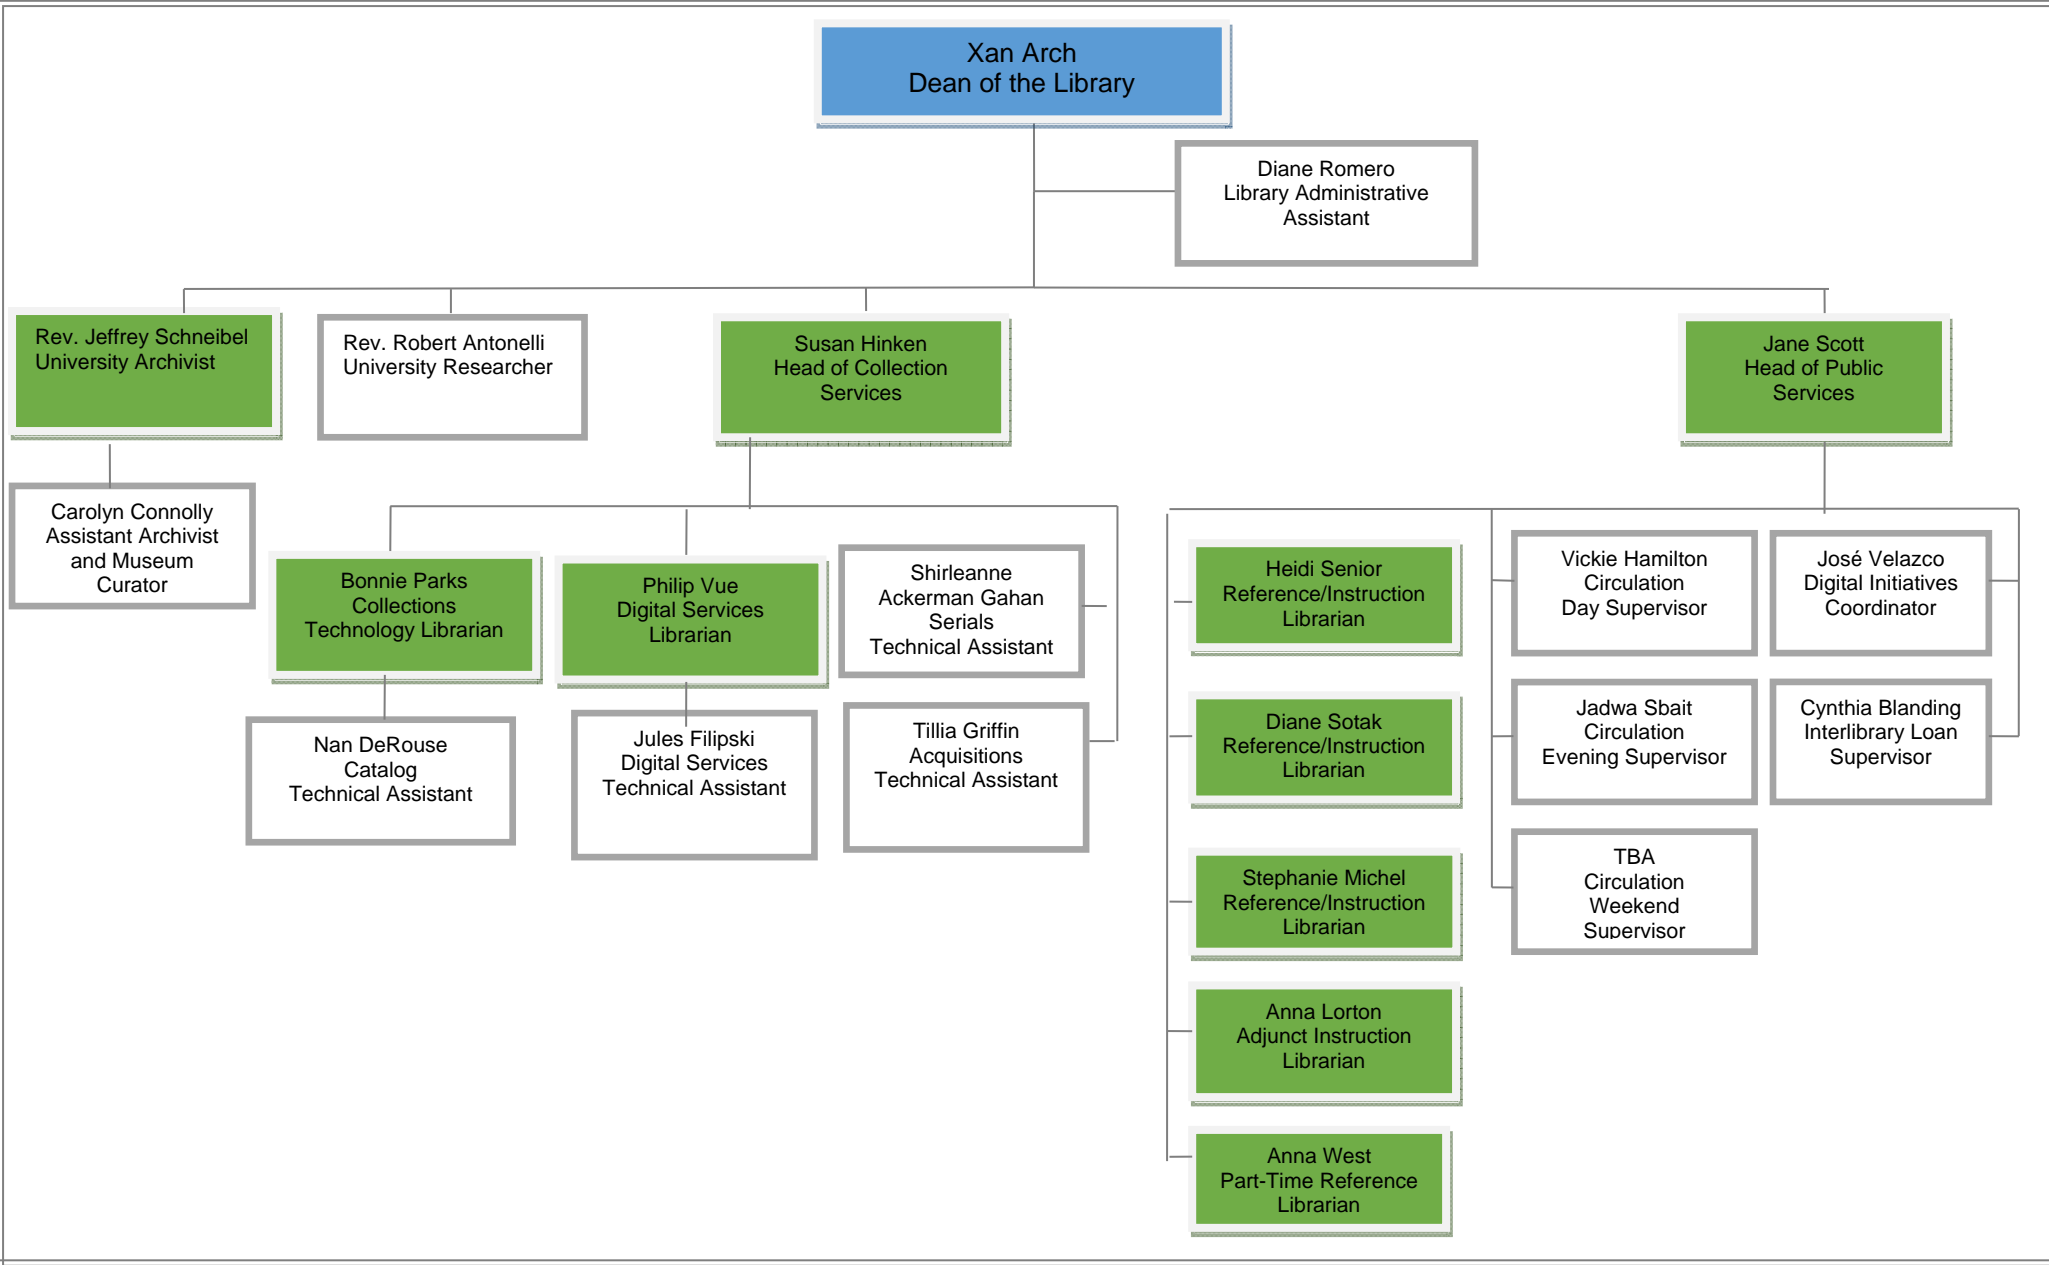 Xan Arch
Dean of the Library
Diane Romero
Library Administrative
Assistant
Rev. Jeffrey Schneibel
University Archivist
Rev. Robert Antonelli
University Researcher
Susan Hinken
Head of Collection
Services
Jane Scott
Head of Public
Services
Carolyn Connolly
Assistant Archivist
and Museum
Curator
Bonnie Parks
Collections
Technology Librarian
Philip Vue
Digital Services
Librarian
Shirleanne
Ackerman Gahan
Serials
Technical Assistant
Nan DeRouse
Catalog
Technical Assistant
Jules Filipski
Digital Services
Technical Assistant
Tillia Griffin
Acquisitions
Technical Assistant
Heidi Senior
Reference/Instruction
Librarian
Diane Sotak
Reference/Instruction
Librarian
Stephanie Michel
Reference/Instruction
Librarian
Anna Lorton
Adjunct Instruction
Librarian
Anna West
Part-Time Reference
Librarian
Vickie Hamilton
Circulation
Day Supervisor
Jadwa Sbait
Circulation
Evening Supervisor
TBA
Circulation
Weekend
Supervisor
José Velazco
Digital Initiatives
Coordinator
Cynthia Blanding
Interlibrary Loan
Supervisor